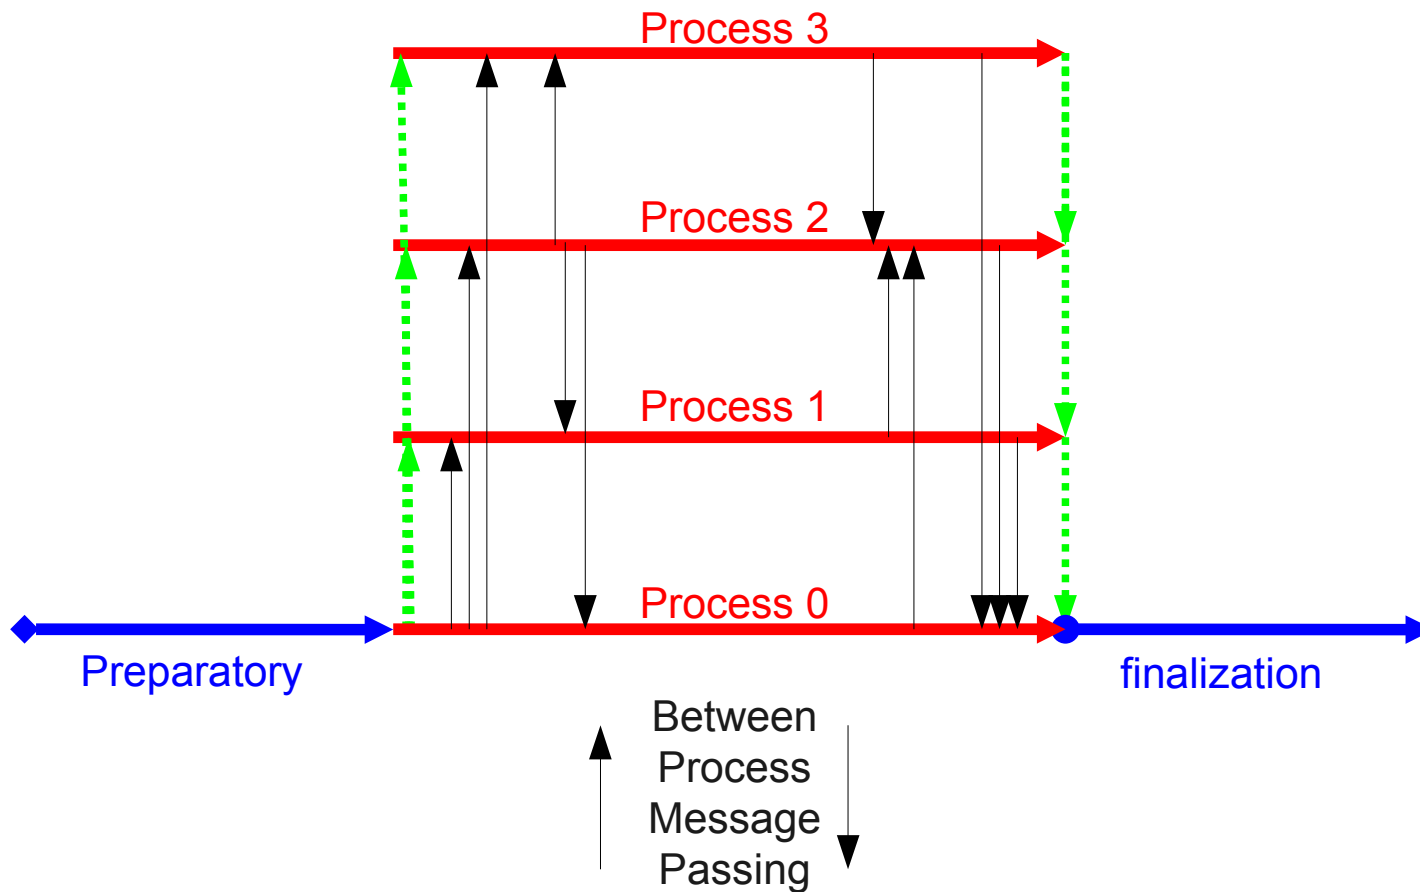 Process 3
Process 2
Process 1
Process 0
Preparatory
finalization
Between
Process
Message
Passing